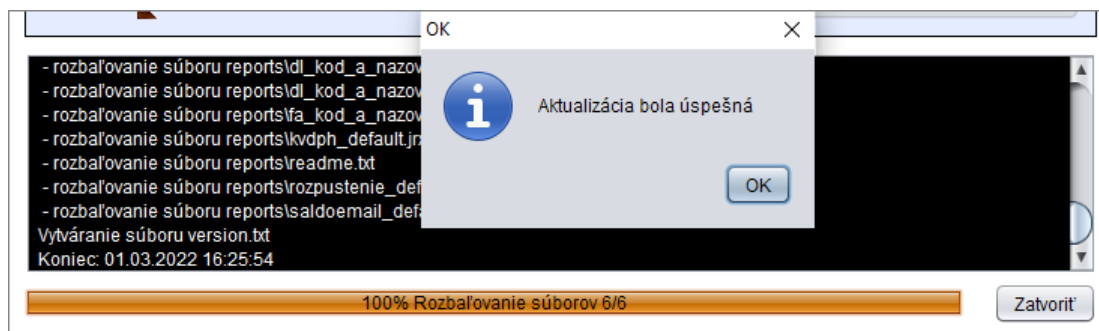 OK
- rozbaľovanie súboru reports\dl_kod_a_nazov
- rozbaľovanie súboru reports\dl_kod_a_nazov
- rozbaľovanie súboru reports\fa_kod_a_nazov
- rozbaľovanie súboru reports\kvdph_default.jrx
- rozbaľovanie súboru reports\readme.txt
- rozbaľovanie súboru reports\rozpustenie_def
- rozbaľovanie súboru reports\saldoemail_defa
Vytváranie súboru version.txt
Koniec: 01.03.2022 16:25:54
Aktualizácia bola úspešná
OK
100% Rozbaľovanie súborov 6/6
Zatvoriť